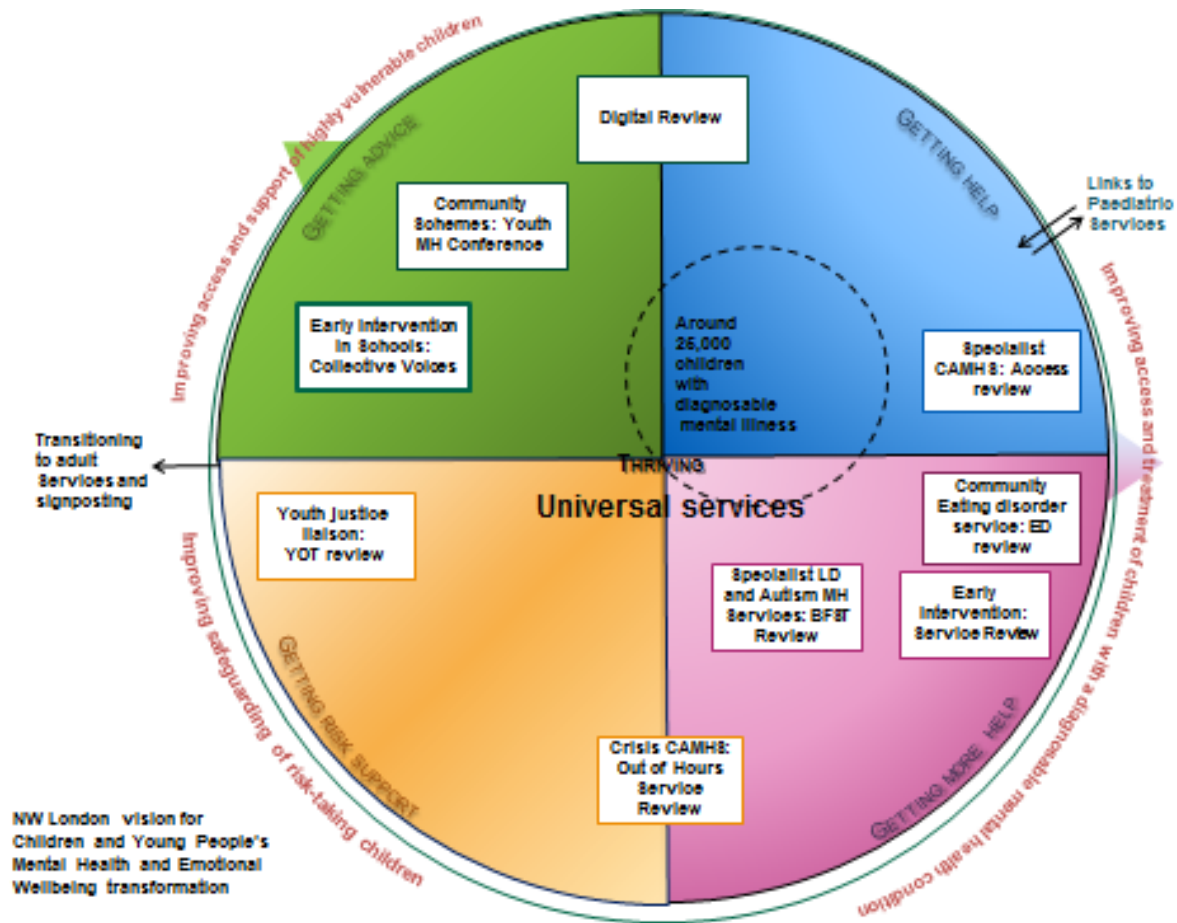 Improving access and support of highly vulnerable children
GETTING ADVICE
Digital Review
GETTING HELP
Links to
Paediatric
Services
Community
Schemes: Youth
MH Conference
Early Intervention
in Schools:
Collective Voices
Around
25,000
children
with
diagnosable
mental illness
Specialist
CAMHS: Access
review
Improving access and treatment of children with a diagnosable mental health condition
Transitioning
to adult
Services and
signposting
THRIVING
Universal services
Youth Justice
liaison:
YOT review
Community
Eating disorder
service: ED
review
Specialist LD
and Autism MH
Services: BFST
Review
Early
Intervention:
Service Review
GETTING RISK SUPPORT
Improving safeguarding of risk-taking children
Crisis CAMHS:
Out of Hours
Service
Review
GETTING MORE HELP
NW London vision for
Children and Young People's
Mental Health and Emotional
Wellbeing transformation